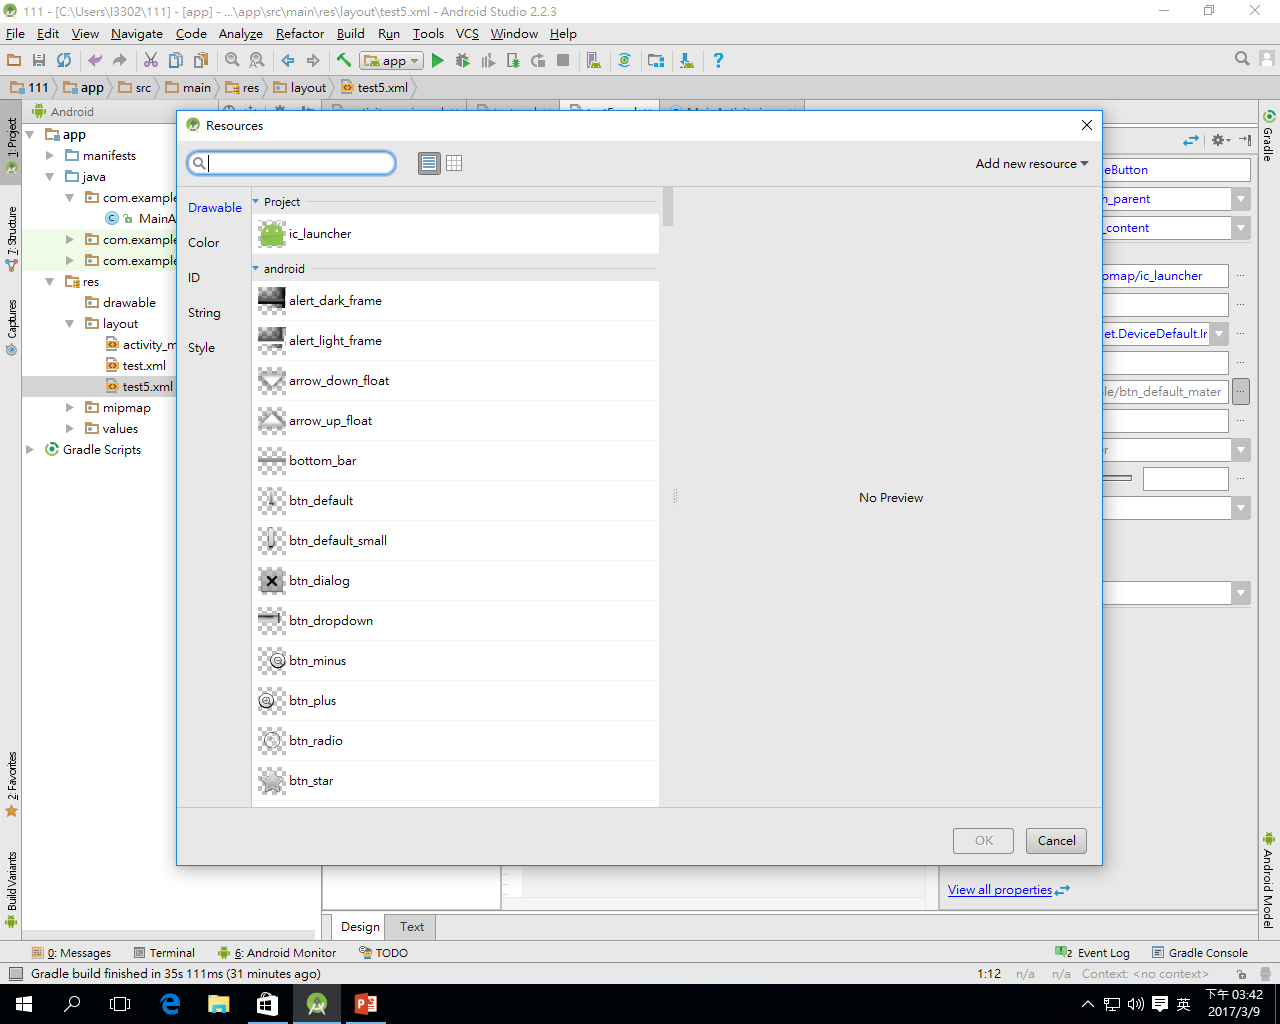 111 - [C:\Users\I3302\111] - [app] - ...\app\src\main\res\layout\test5.xml - Android Studio 2.2.3
File Edit View Navigate Code Analyze Refactor Build Run Tools VCS Window Help
app
111 app src main res layout test5.xml
Android
1: Project
7: Structure
Captures
2: Favorites
Build Variants
app
manifests
java
com.example
MainA
com.example
com.example
res
drawable
layout
activity_m
test.xml
test5.xml
mipmap
values
Gradle Scripts
Resources
Add new resource
Drawable
Color
ID
String
Style
Project
ic_launcher
android
alert_dark_frame
alert_light_frame
arrow_down_float
arrow_up_float
bottom_bar
btn_default
btn_default_small
btn_dialog
btn_dropdown
btn_minus
btn_plus
btn_radio
btn_star
No Preview
OK Cancel
eButton
_parent
_content
map/ic_launcher
et.DeviceDefault.Ir
le/btn_default_mater
View all properties
Gradle
Android Model
Design Text
0: Messages Terminal 6: Android Monitor TODO
2 Event Log Gradle Console
Gradle build finished in 35s 111ms (31 minutes ago)
1:12 n/a n/a Context: <no context>
英
下午 03:42
2017/3/9